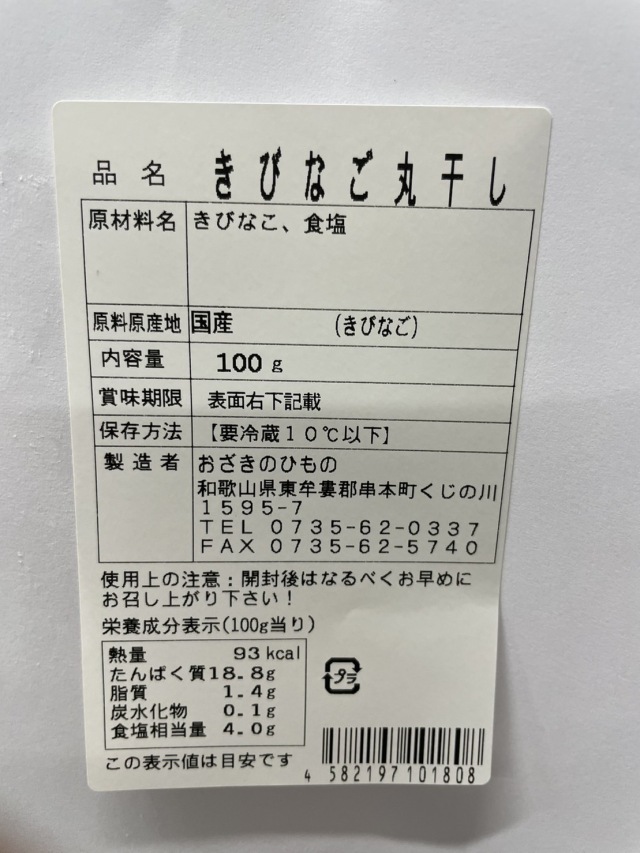 品名 きびなご丸干し
原材料名 きびなこ、食塩
原料原産地 国産 (きびなご)
内容量 100g
賞味期限 表面右下記載
保存方法 【要冷蔵10℃以下】
製造者 おざきのひもの
和歌山県東牟婁郡串本町くじの川
1595-7
TEL 0735-62-0337
FAX 0735-62-5740
使用上の注意:開封後はなるべくお早めに
お召し上がり下さい!
栄養成分表示(100g当り)
熱量 93kcal
たんぱく質18.8g
脂質 1.4g
炭水化物 0.1g
食塩相当量 4.0g
プラ
この表示値は目安です
4 582197101808